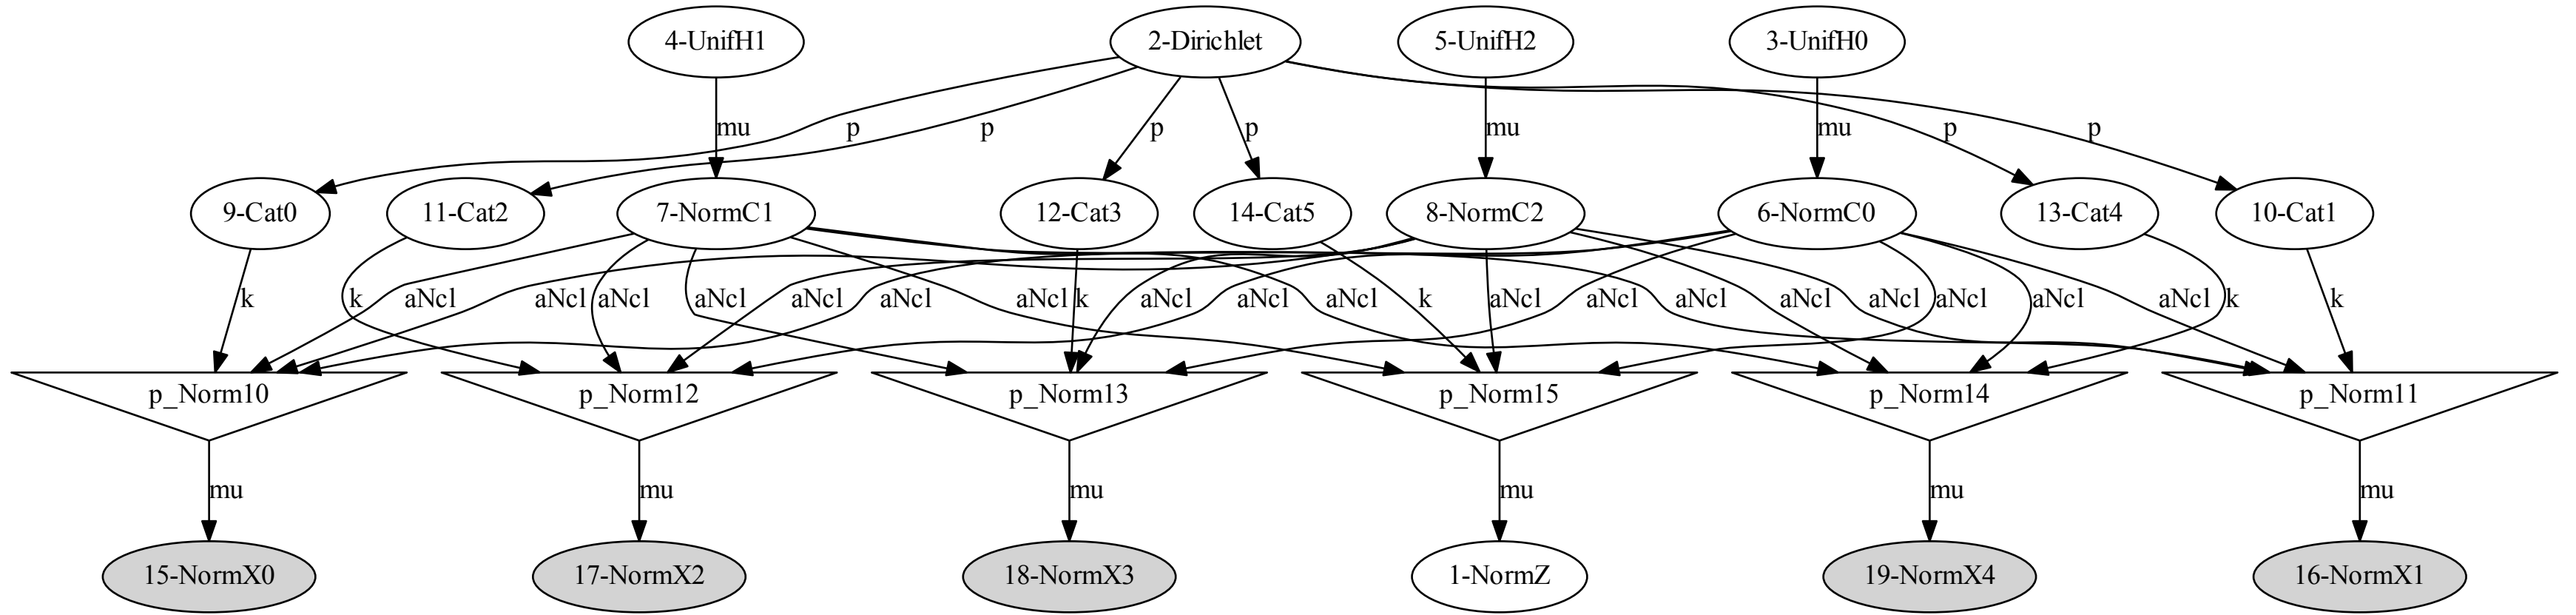 4-UnifH1 2-Dirichlet 5-UnifH2 3-UnifH0
mu p p p p mu mu p p
9-Cat0 11-Cat2 7-NormC1 12-Cat3 14-Cat5 8-NormC2 6-NormC0 13-Cat4 10-Cat1
k aNcl aNcl k aNcl aNcl aNcl aNcl aNcl k aNcl aNcl aNcl k aNcl aNcl aNcl aNcl aNcl aNcl aNcl aNcl k k
p_Norm10 p_Norm12 p_Norm13 p_Norm15 p_Norm14 p_Norm11
mu mu mu mu mu mu
15-NormX0 17-NormX2 18-NormX3 1-NormZ 19-NormX4 16-NormX1